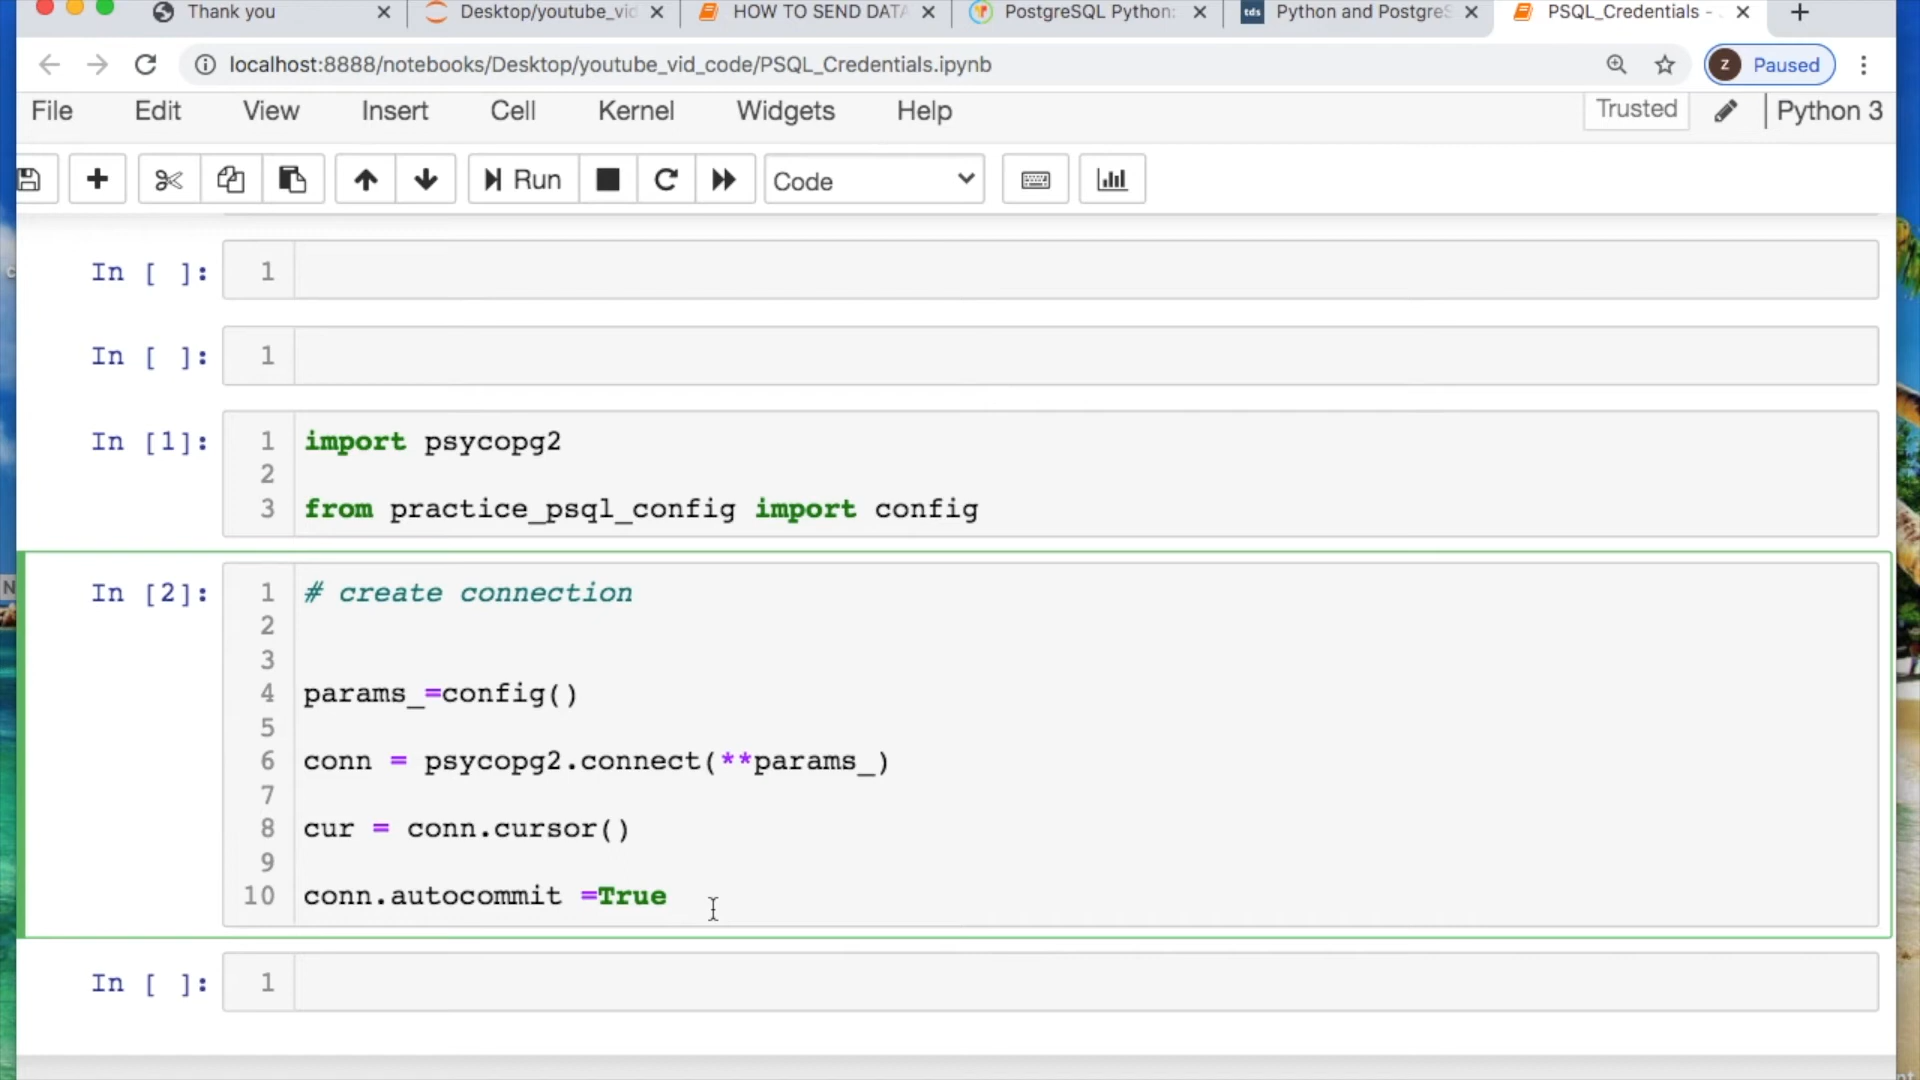 Thank you
Desktop/youtube_vid
HOW TO SEND DATA
PostgreSQL Python:
tds
Python and PostgreS
PSQL_Credentials -
localhost:8888/notebooks/Desktop/youtube_vid_code/PSQL_Credentials.ipynb
Z
Paused
File Edit View Insert Cell Kernel Widgets Help
Trusted
Python 3
Run
Code
In [ ]: 1
In [ ]: 1
In [1]: 1 import psycopg2
2
3 from practice_psql_config import config
In [2]: 1 # create connection
2
3
4 params_=config()
5
6 conn = psycopg2.connect(**params_)
7
8 cur = conn.cursor()
9
10 conn.autocommit =True
In [ ]: 1